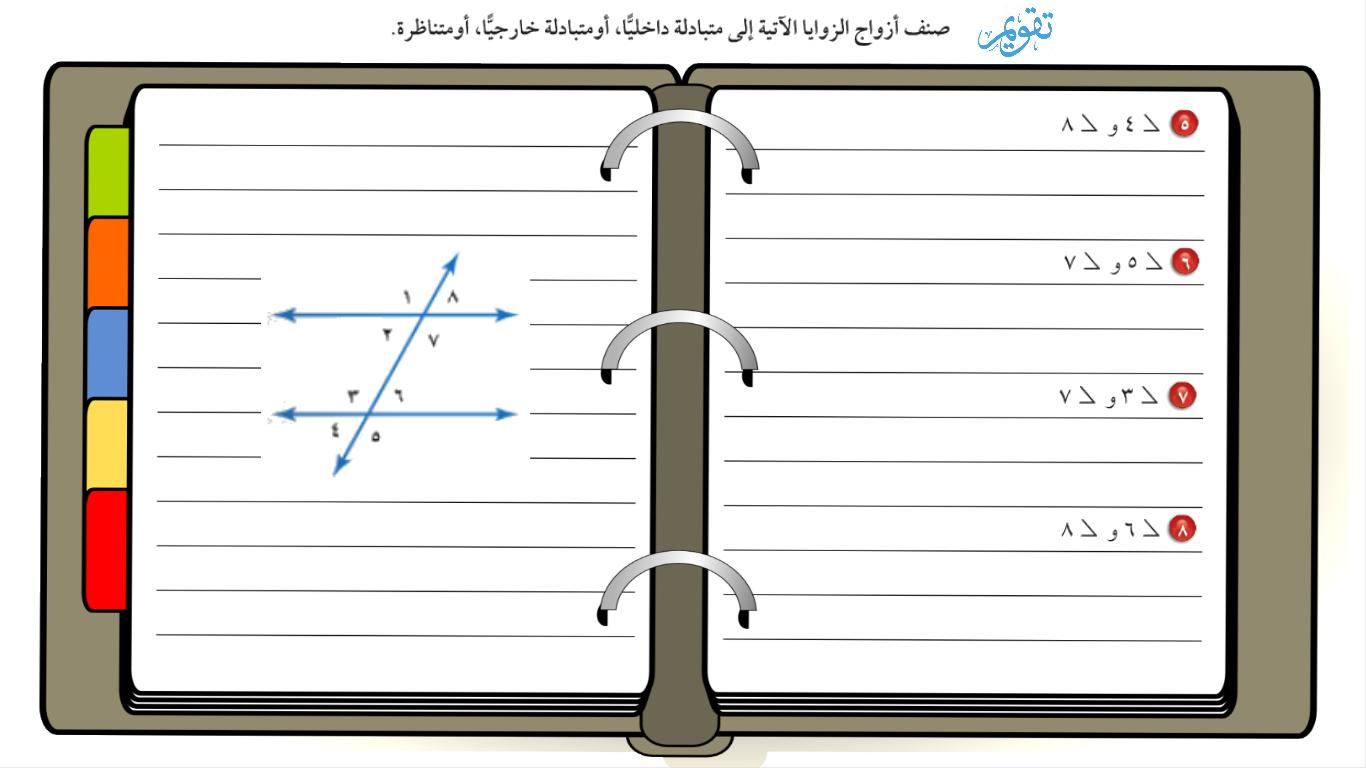 تقويم
صنف أزواج الزوايا الآتية إلى متبادلة داخليًّا، أومتبادلة خارجيًّا، أومتناظرة.
٥ ∠ ٤ و ∠ ٨
٦ ∠ ٥ و ∠ ٧
٧ ∠ ٣ و ∠ ٧
٨ ∠ ٦ و ∠ ٨
١ ٨
٢ ٧
٣ ٦
٤ ٥